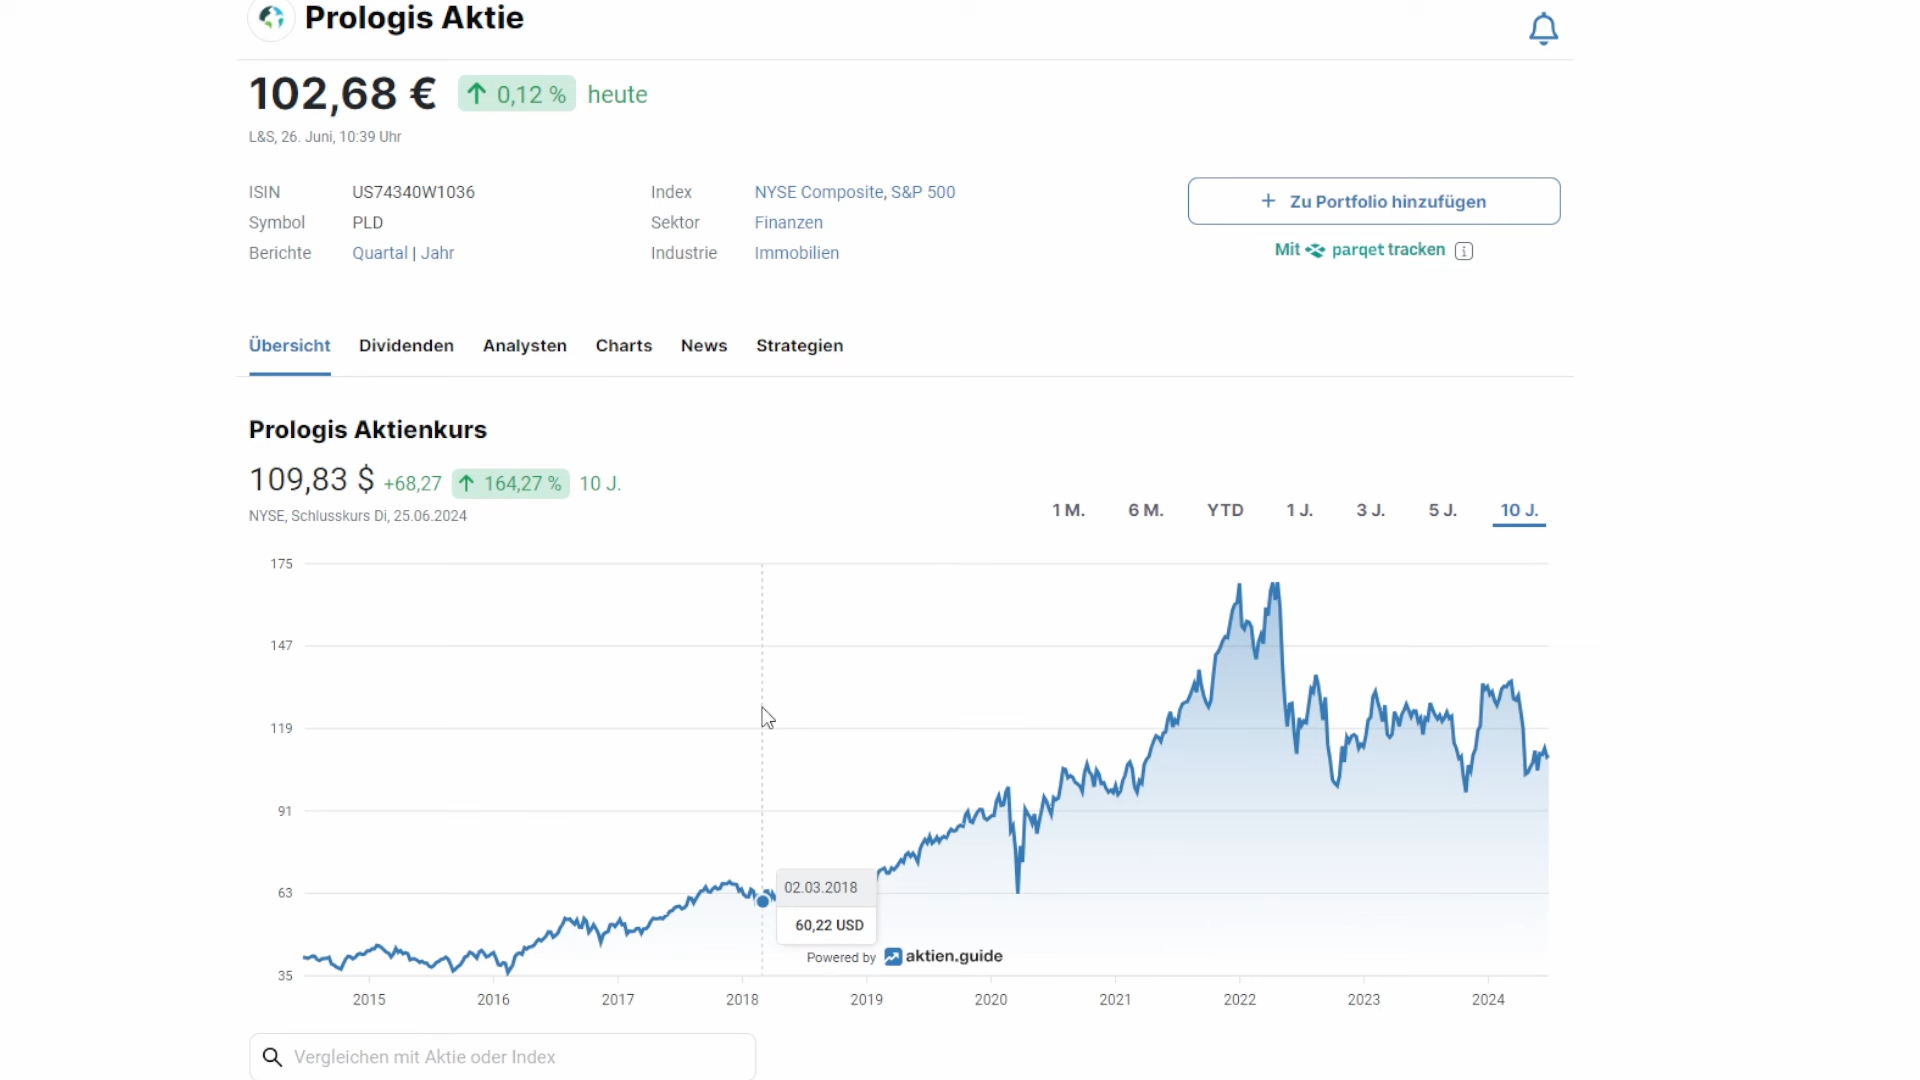 Prologis Aktie
102,68 € 0,12 % heute
L&S, 26. Juni, 10:39 Uhr
ISIN US74340W1036
Symbol PLD
Berichte Quartal | Jahr
Index NYSE Composite, S&P 500
Sektor Finanzen
Industrie Immobilien
+ Zu Portfolio hinzufügen
Mit parqet tracken i
Übersicht Dividenden Analysten Charts News Strategien
Prologis Aktienkurs
109,83 $ +68,27 164,27 % 10 J.
NYSE, Schlusskurs Di, 25.06.2024
1 M. 6 M. YTD 1 J. 3 J. 5 J. 10 J.
175
147
119
91
63
35
02.03.2018
60,22 USD
Powered by aktien.guide
2015 2016 2017 2018 2019 2020 2021 2022 2023 2024
Vergleichen mit Aktie oder Index